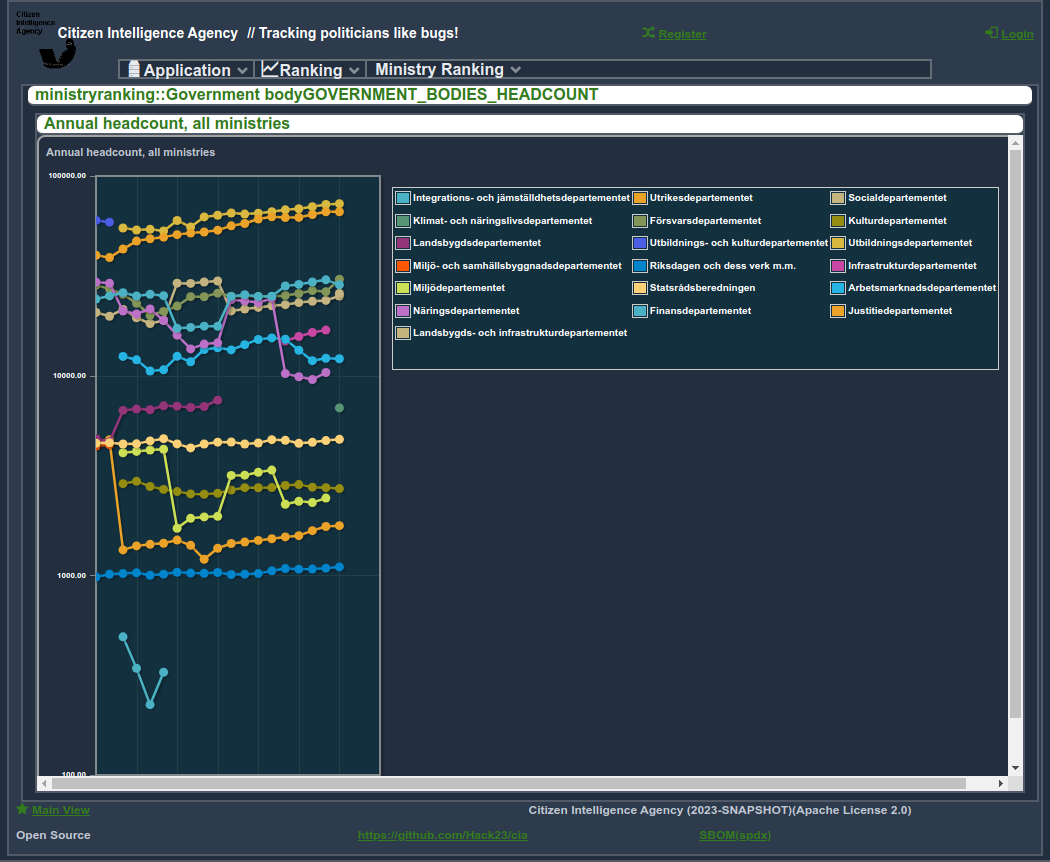 Citizen
Intelligence
Agency
Citizen Intelligence Agency // Tracking politicians like bugs!
Register
Login
Application
Ranking
Ministry Ranking
ministryranking::Government bodyGOVERNMENT_BODIES_HEADCOUNT
Annual headcount, all ministries
Annual headcount, all ministries
100000.00
10000.00
1000.00
100.00
Integrations- och jämställdhetsdepartementet Utrikesdepartementet Socialdepartementet
Klimat- och näringslivsdepartementet Försvarsdepartementet Kulturdepartementet
Landsbygdsdepartementet Utbildnings- och kulturdepartementet Utbildningsdepartementet
Miljö- och samhällsbyggnadsdepartementet Riksdagen och dess verk m.m. Infrastrukturdepartementet
Miljödepartementet Statsrådsberedningen Arbetsmarknadsdepartementet
Näringsdepartementet Finansdepartementet Justitiedepartementet
Landsbygds- och infrastrukturdepartementet
Main View
Citizen Intelligence Agency (2023-SNAPSHOT)(Apache License 2.0)
Open Source
https://github.com/Hack23/cia
SBOM(spdx)